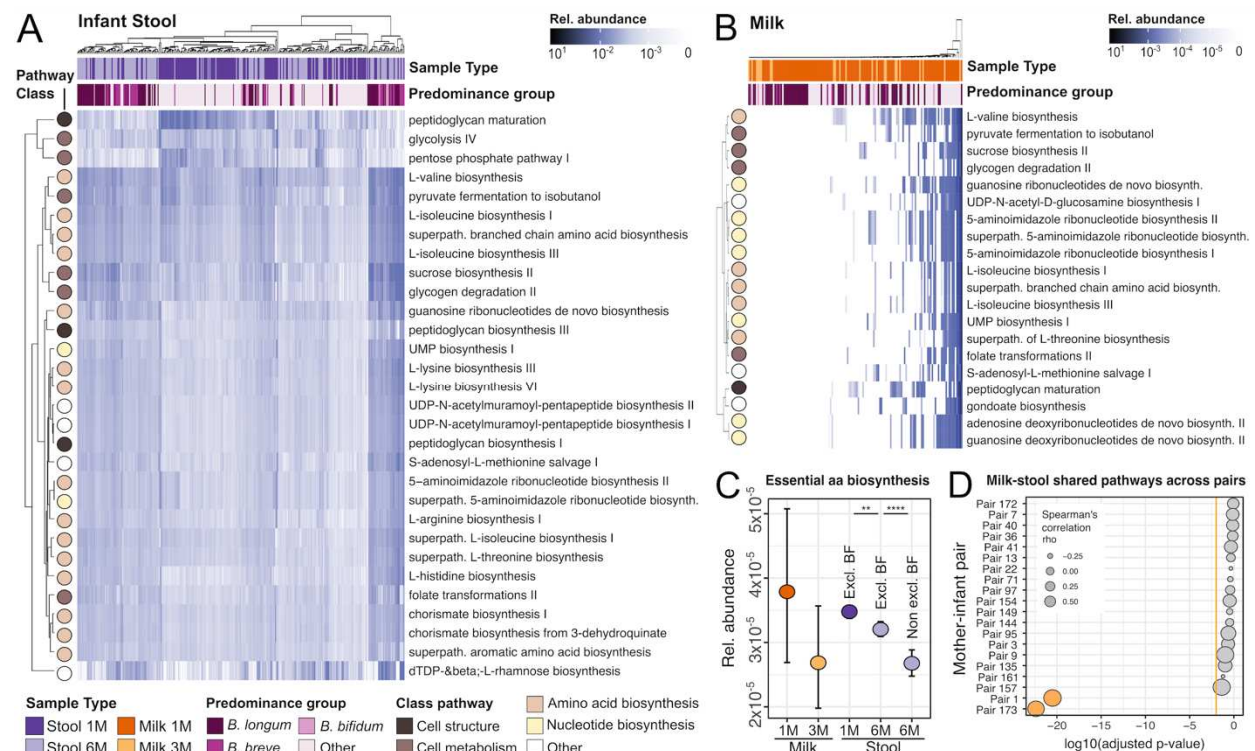 A
Infant Stool
Rel. abundance
10¹ 10⁻² 10⁻³ 0
Pathway
Class
Sample Type
Predominance group
peptidoglycan maturation
glycolysis IV
pentose phosphate pathway I
L-valine biosynthesis
pyruvate fermentation to isobutanol
L-isoleucine biosynthesis I
superpath. branched chain amino acid biosynthesis
L-isoleucine biosynthesis III
sucrose biosynthesis II
glycogen degradation II
guanosine ribonucleotides de novo biosynthesis
peptidoglycan biosynthesis III
UMP biosynthesis I
L-lysine biosynthesis III
L-lysine biosynthesis VI
UDP-N-acetylmuramoyl-pentapeptide biosynthesis II
UDP-N-acetylmuramoyl-pentapeptide biosynthesis I
peptidoglycan biosynthesis I
S-adenosyl-L-methionine salvage I
5-aminoimidazole ribonucleotide biosynthesis II
superpath. 5-aminoimidazole ribonucleotide biosynth.
L-arginine biosynthesis I
superpath. L-isoleucine biosynthesis I
superpath. L-threonine biosynthesis
L-histidine biosynthesis
folate transformations II
chorismate biosynthesis I
chorismate biosynthesis from 3-dehydroquinate
superpath. aromatic amino acid biosynthesis
dTDP-&beta;-L-rhamnose biosynthesis
Sample Type
Stool 1M
Milk 1M
Stool 6M
Milk 3M
Predominance group
B. longum
B. bifidum
B. breve
Other
Class pathway
Cell structure
Cell metabolism
Amino acid biosynthesis
Nucleotide biosynthesis
Other
B
Milk
Rel. abundance
10¹ 10⁻³ 10⁻⁴ 10⁻⁵ 0
Sample Type
Predominance group
L-valine biosynthesis
pyruvate fermentation to isobutanol
sucrose biosynthesis II
glycogen degradation II
guanosine ribonucleotides de novo biosynth.
UDP-N-acetyl-D-glucosamine biosynthesis I
5-aminoimidazole ribonucleotide biosynthesis II
superpath. 5-aminoimidazole ribonucleotide biosynth.
5-aminoimidazole ribonucleotide biosynthesis I
L-isoleucine biosynthesis I
superpath. branched chain amino acid biosynth.
L-isoleucine biosynthesis III
UMP biosynthesis I
superpath. of L-threonine biosynthesis
folate transformations II
S-adenosyl-L-methionine salvage I
peptidoglycan maturation
gondoate biosynthesis
adenosine deoxyribonucleotides de novo biosynth. II
guanosine deoxyribonucleotides de novo biosynth. II
C
Essential aa biosynthesis
Rel. abundance
5x10⁻⁵
4x10⁻⁵
3x10⁻⁵
2x10⁻⁵
** ****
Excl. BF
Excl. BF
Non excl. BF
1M 3M 1M 6M 6M
Milk Stool
D
Milk-stool shared pathways across pairs
Mother-infant pair
Spearman's
correlation
rho
−0.25
0.00
0.25
0.50
Pair 172
Pair 7
Pair 40
Pair 36
Pair 41
Pair 13
Pair 22
Pair 71
Pair 97
Pair 154
Pair 149
Pair 144
Pair 95
Pair 3
Pair 9
Pair 135
Pair 161
Pair 157
Pair 1
Pair 173
−20 −15 −10 −5 0
log10(adjusted p-value)